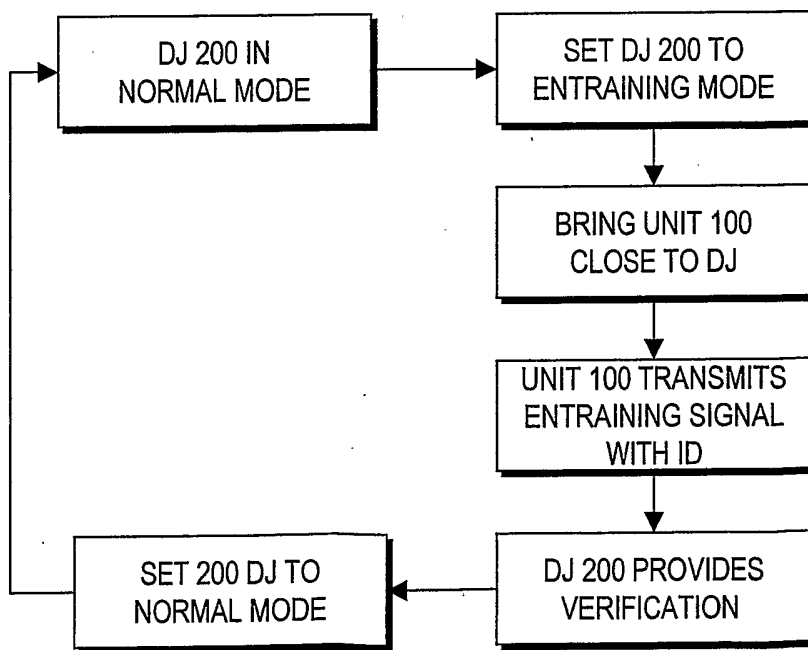 DJ 200 IN
NORMAL MODE
SET DJ 200 TO
ENTRAINING MODE
BRING UNIT 100
CLOSE TO DJ
UNIT 100 TRANSMITS
ENTRAINING SIGNAL
WITH ID
DJ 200 PROVIDES
VERIFICATION
SET 200 DJ TO
NORMAL MODE